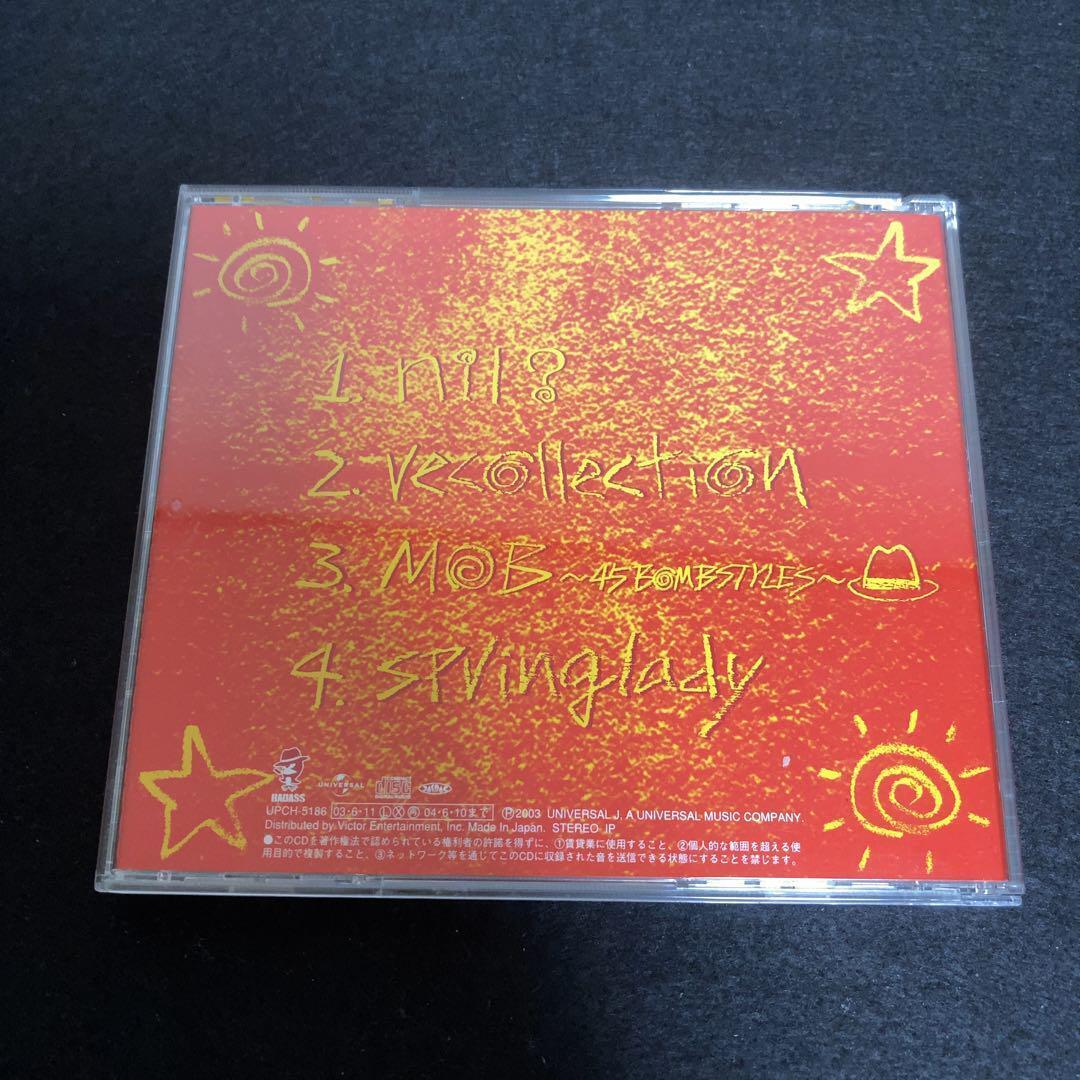 1. nil?
2. recollection
3. MOB ～45 BOMBSTYLES～
4. springlady
BADASS
UNIVERSAL
COMPACT
disc
DIGITAL AUDIO
UPCH-5186 03・6・11 Ⓛ Ⓧ ㊞ 04・6・10まで Ⓟ2003 UNIVERSAL J, A UNIVERSAL MUSIC COMPANY.
Distributed by Victor Entertainment, Inc. Made In Japan. STEREO JP
●このCDを著作権法で認められている権利者の許諾を得ずに、①賃貸業に使用すること、②個人的な範囲を超える使
用目的で複製すること、③ネットワーク等を通じてこのCDに収録された音を送信できる状態にすることを禁じます。